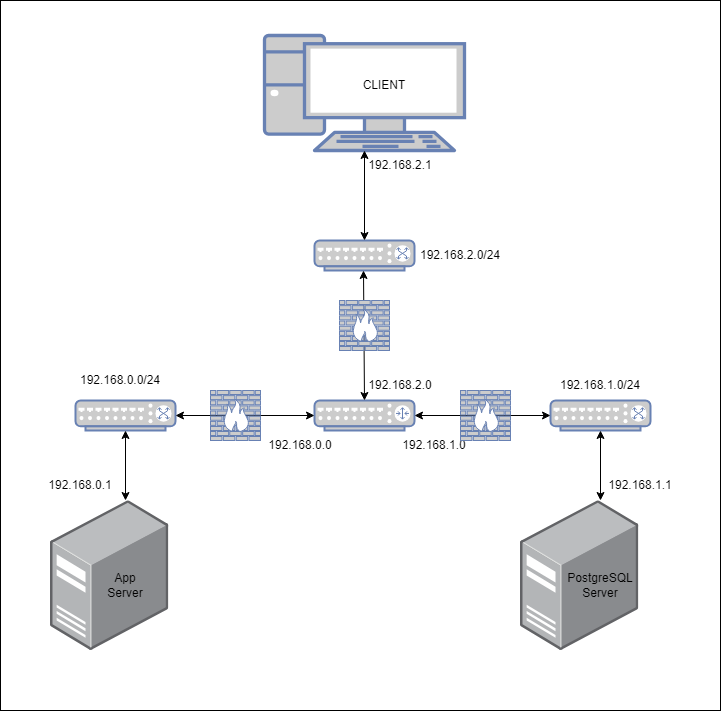 CLIENT
192.168.2.1
192.168.2.0/24
192.168.0.0/24
192.168.2.0
192.168.1.0/24
192.168.0.0
192.168.1.0
192.168.0.1
192.168.1.1
App
Server
PostgreSQL
Server